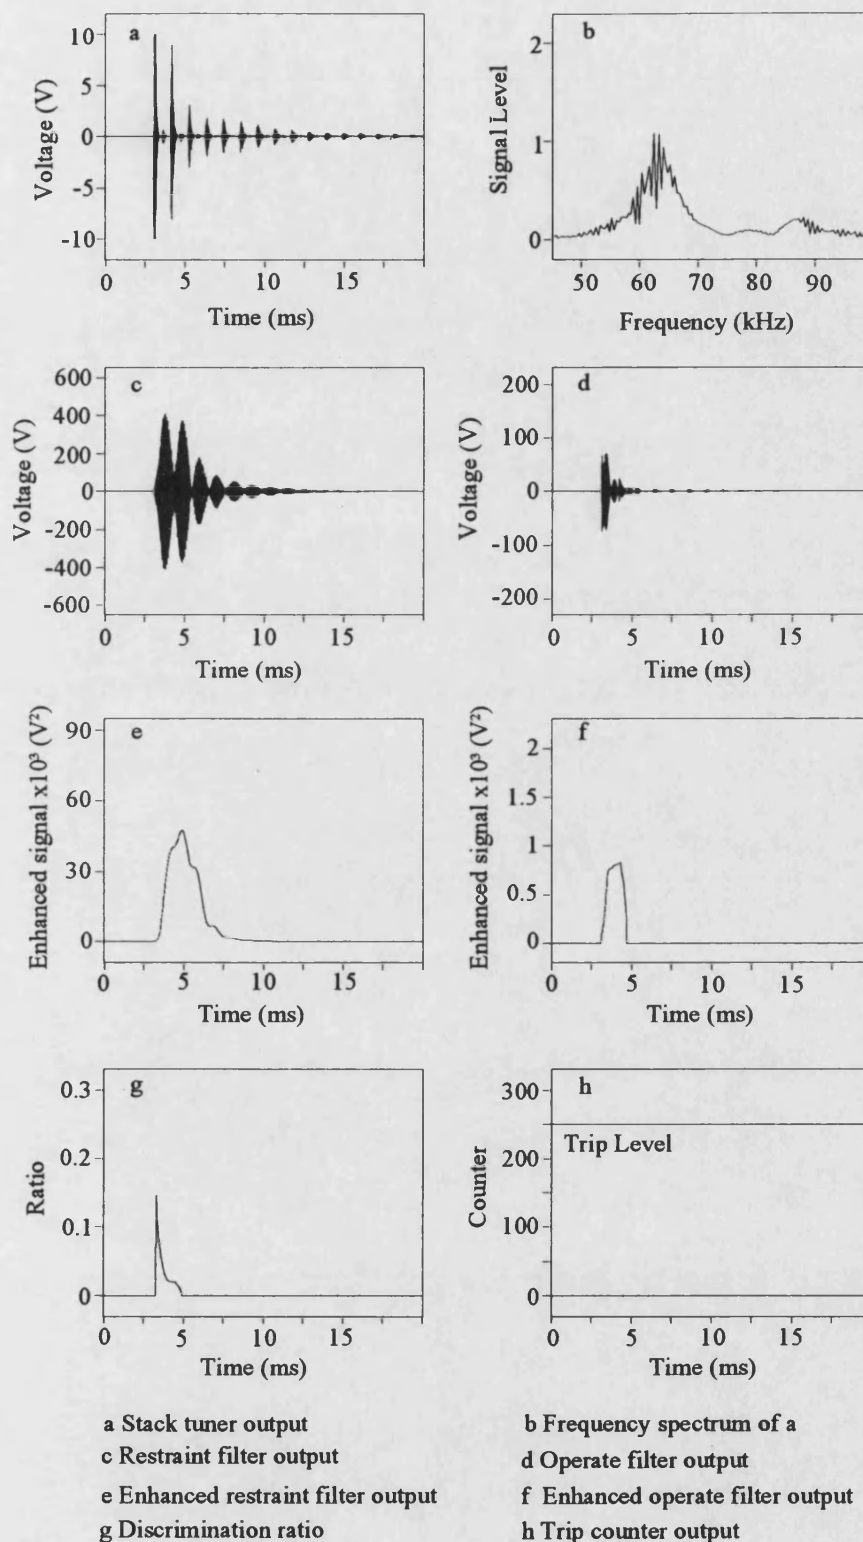 a
10
5
0
-5
-10
Voltage (V)
0 5 10 15
Time (ms)
b
2
1
0
Signal Level
50 60 70 80 90
Frequency (kHz)
c
600
400
200
0
-200
-400
-600
Voltage (V)
0 5 10 15
Time (ms)
d
200
100
0
-100
-200
Voltage (V)
0 5 10 15
Time (ms)
e
90
60
30
0
Enhanced signal x10³ (V²)
0 5 10 15
Time (ms)
f
2
1.5
1
0.5
0
Enhanced signal x10³ (V²)
0 5 10 15
Time (ms)
g
0.3
0.2
0.1
0
Ratio
0 5 10 15
Time (ms)
h
300
200
100
0
Trip Level
Counter
0 5 10 15
Time (ms)
a Stack tuner output
b Frequency spectrum of a
c Restraint filter output
d Operate filter output
e Enhanced restraint filter output
f Enhanced operate filter output
g Discrimination ratio
h Trip counter output